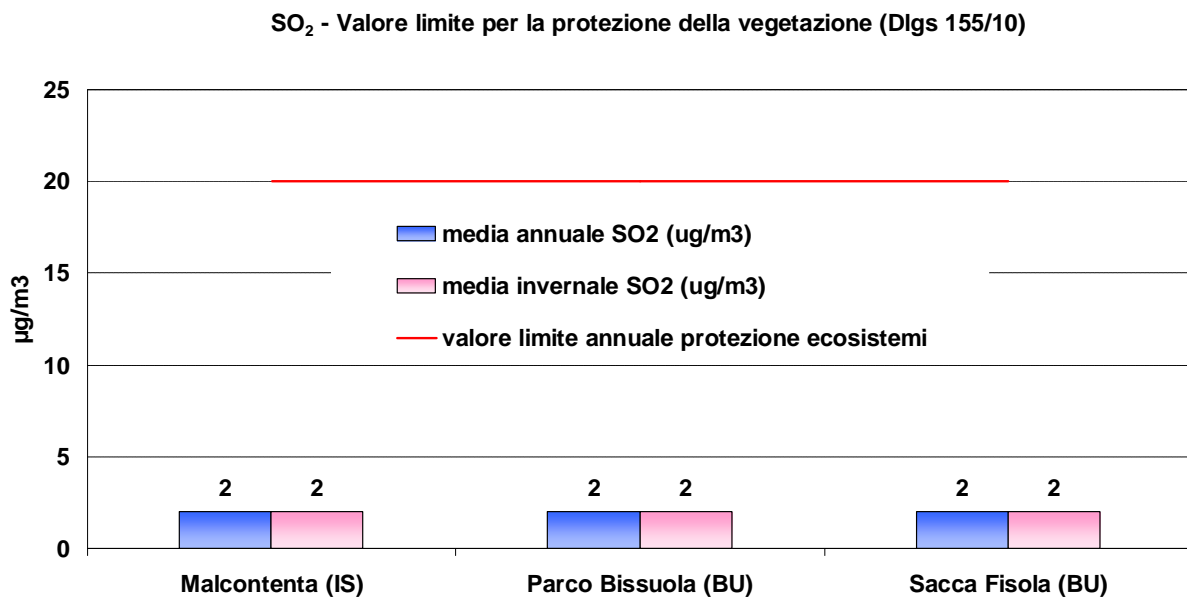 SO₂ - Valore limite per la protezione della vegetazione (Dlgs 155/10)
25
20
15
10
5
0
µg/m3
media annuale SO2 (ug/m3)
media invernale SO2 (ug/m3)
valore limite annuale protezione ecosistemi
2 2 2 2 2 2
Malcontenta (IS) Parco Bissuola (BU) Sacca Fisola (BU)